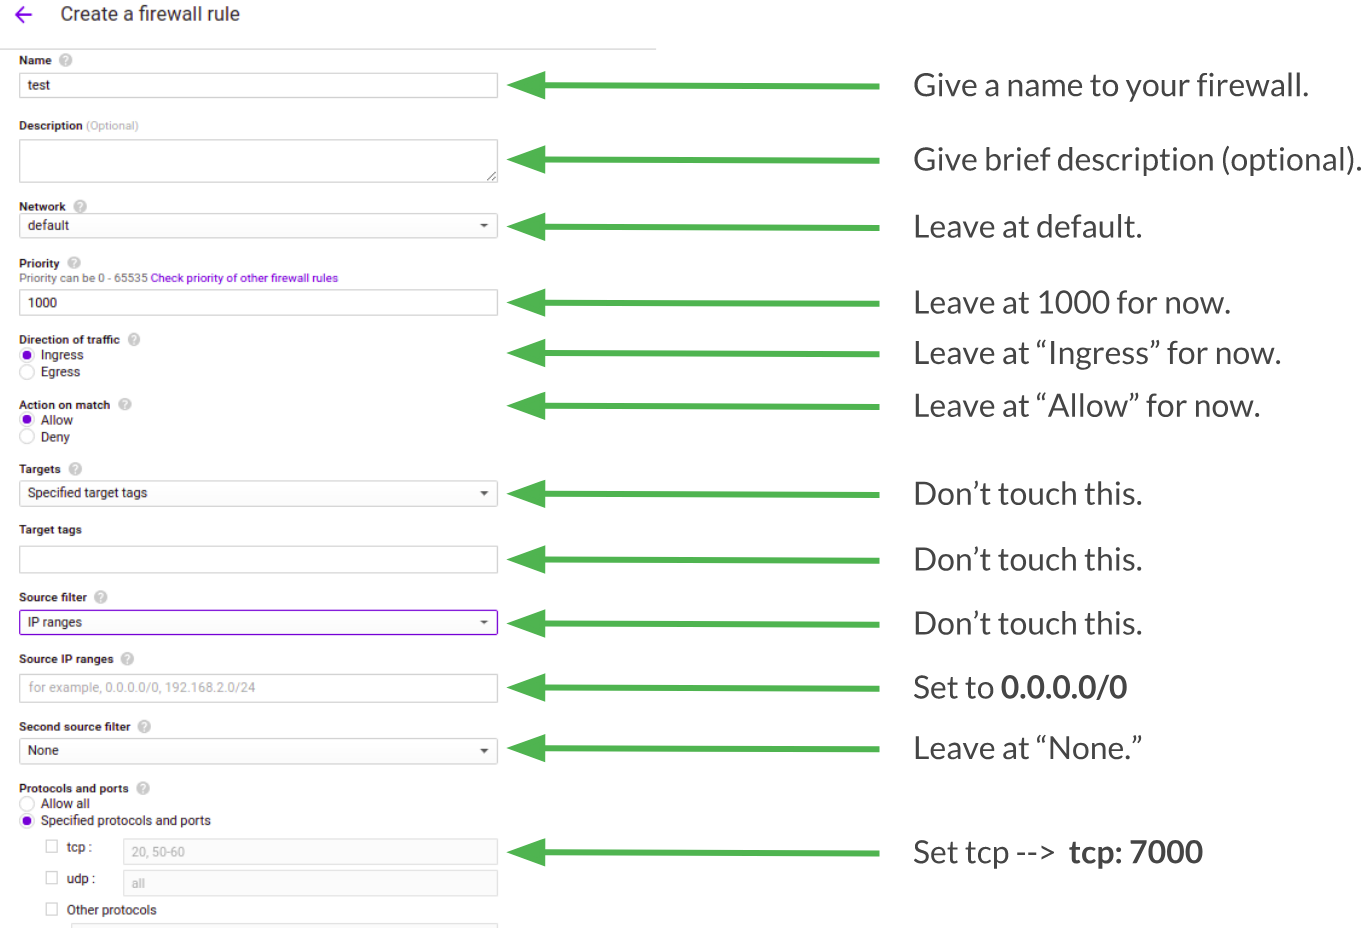 Create a firewall rule
Name
test
Give a name to your firewall.
Description (Optional)
Give brief description (optional).
Network
default
Leave at default.
Priority
Priority can be 0 - 65535 Check priority of other firewall rules
1000
Leave at 1000 for now.
Direction of traffic
Ingress
Egress
Leave at “Ingress” for now.
Action on match
Allow
Deny
Leave at “Allow” for now.
Targets
Specified target tags
Don’t touch this.
Target tags
Don’t touch this.
Source filter
IP ranges
Don’t touch this.
Source IP ranges
for example, 0.0.0.0/0, 192.168.2.0/24
Set to 0.0.0.0/0
Second source filter
None
Leave at “None.”
Protocols and ports
Allow all
Specified protocols and ports
tcp :
20, 50-60
Set tcp --> tcp: 7000
udp :
all
Other protocols